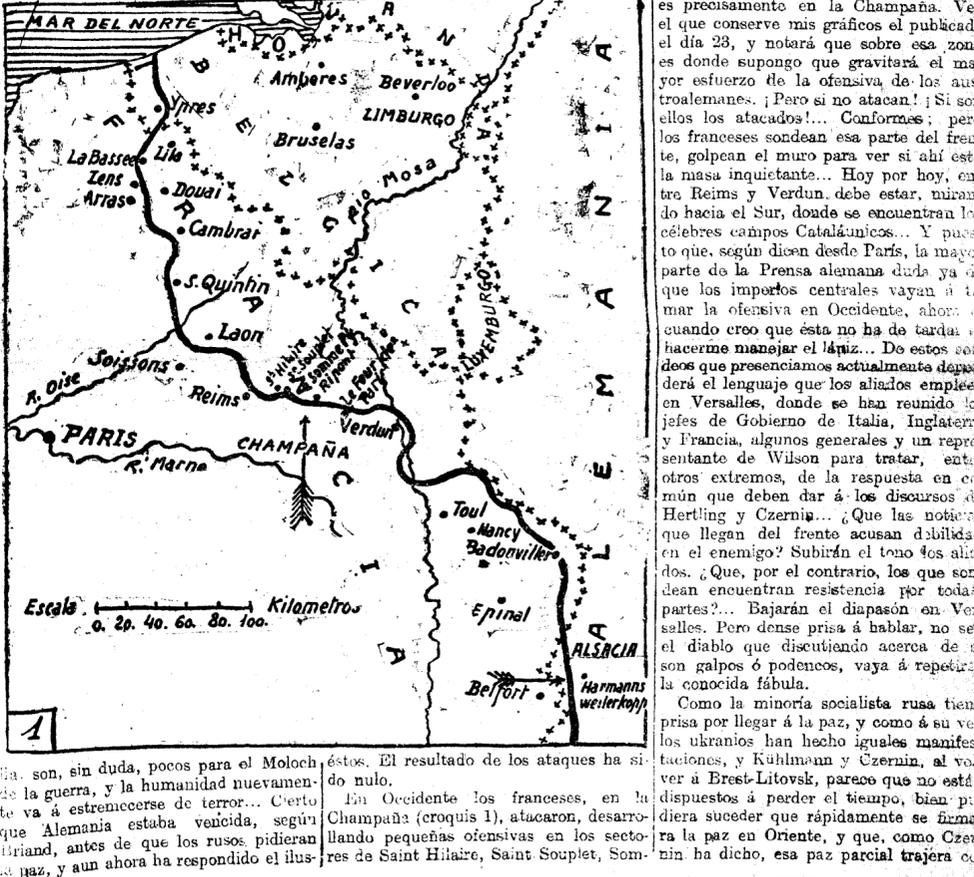 MAR DEL NORTE
H O
Amberes
Beverloo
LIMBURGO
Ypres
Bruselas
BELGICA
La Bassee
Lila
Lens
Douai
Arras
Rio Mosa
Cambrai
S. Quintin
Laon
LUXEMBURGO
ALEMANIA
Soissons
R. Oise
Reims
St Hilaire
St Souplet
Ripont
Verdun
PARIS
CHAMPAÑA
R. Marne
FRANCIA
Toul
Nancy
Badonviller
Escala
Kilometros
0. 20. 40. 60. 80. 100.
Epinal
ALSACIA
Belfort
Harmanns
weilerkopp
1
son, sin duda, pocos para el Moloch
de la guerra, y la humanidad nuevamen-
te va á estremecerse de terror... Cierto
que Alemania estaba vencida, según
Briand, antes de que los rusos pidieran
la paz, y aun ahora ha respondido el ilus-
éstos. El resultado de los ataques ha si-
do nulo.
En Occidente los franceses, en la
Champaña (croquis 1), atacaron, desarro-
llando pequeñas ofensivas en los secto-
res de Saint Hilaire, Saint Souplet, Som-
es precisamente en la Champaña. Ve
el que conserve mis gráficos el publicad
el día 23, y notará que sobre esa zon
es donde supongo que gravitará el ma
yor esfuerzo de la ofensiva de los aus
troalemanes. ¡Pero si no atacan! ¡Si so
ellos los atacados!... Conformes; per
los franceses sondean esa parte del fren
te, golpean el muro para ver si ahí est
la masa inquietante... Hoy por hoy, en
tre Reims y Verdun debe estar, miran
do hacia el Sur, donde se encuentran lo
célebres campos Cataláunicos... Y pues
to que, según dicen desde París, la mayo
parte de la Prensa alemana duda ya d
que los imperios centrales vayan á t
mar la ofensiva en Occidente, ahora
cuando creo que ésta no ha de tardar
hacerme manejar el lápiz... De estos son
deos que presenciamos actualmente depen
derá el lenguaje que los aliados emplee
en Versalles, donde se han reunido lo
jefes de Gobierno de Italia, Inglaterr
y Francia, algunos generales y un repre
sentante de Wilson para tratar, entr
otros extremos, de la respuesta en co
mún que deben dar á los discursos d
Hertling y Czernin... ¿Que las notici
que llegan del frente acusan debilida
en el enemigo? Subirán el tono los alia
dos. ¿Que, por el contrario, los que son
dean encuentran resistencia por toda
partes?... Bajarán el diapasón en Ver
salles. Pero dense prisa á hablar, no se
el diablo que discutiendo acerca de s
son galpos ó podencos, vaya á repetirs
la conocida fábula.
Como la minoría socialista rusa tien
prisa por llegar á la paz, y como á su ve
los ukranios han hecho iguales manifes
taciones, y Kühlmann y Czernin, al vol
ver á Brest-Litovsk, parece que no está
dispuestos á perder el tiempo, bien pu
diera suceder que rápidamente se firma
ra la paz en Oriente, y que, como Czer
nin ha dicho, esa paz parcial trajera co